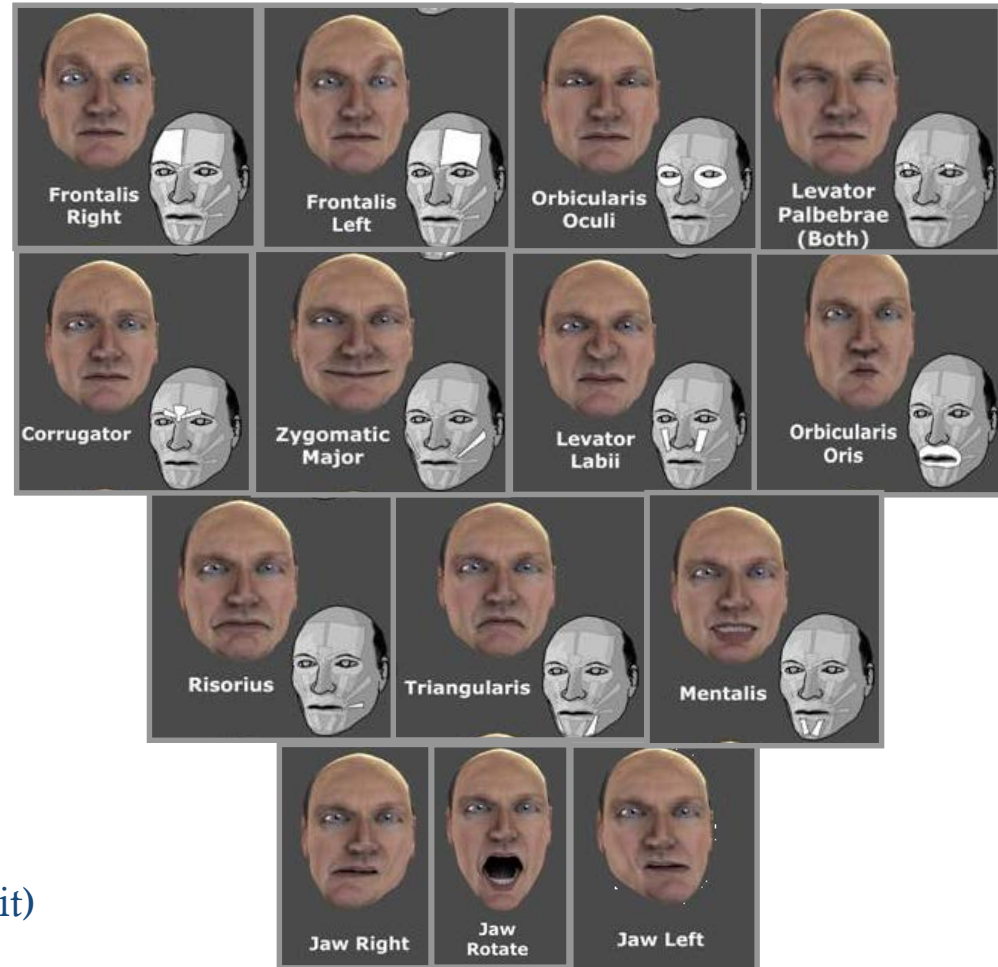 Frontalis
Right
Frontalis
Left
Orbicularis
Oculi
Levator
Palbebrae
(Both)
Corrugator
Zygomatic
Major
Levator
Labii
Orbicularis
Oris
Risorius
Triangularis
Mentalis
it)
Jaw Right
Jaw
Rotate
Jaw Left